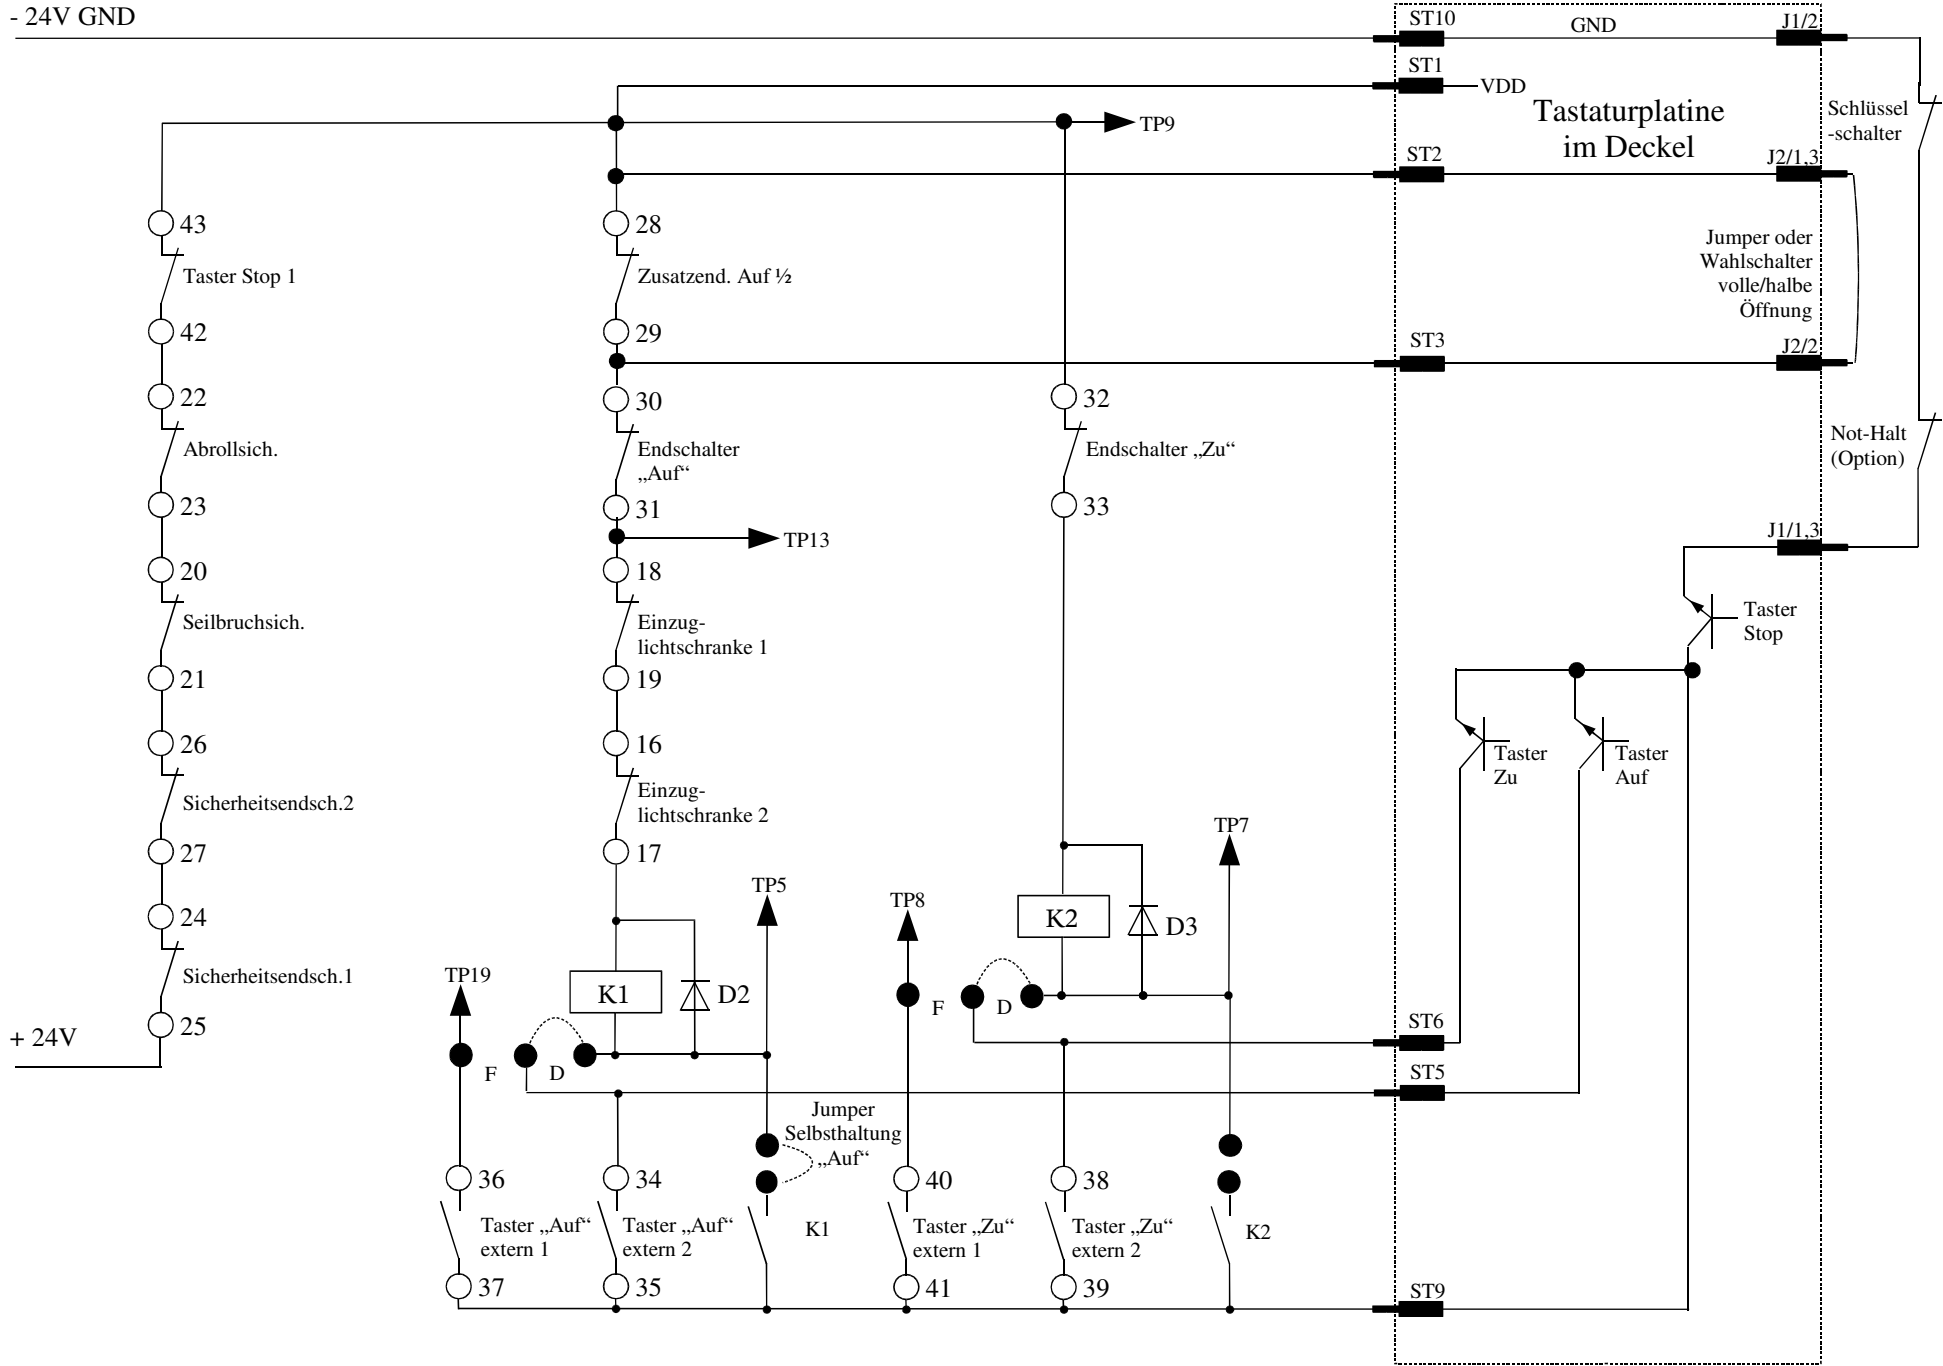 - 24V GND
ST10
GND
J1/2
ST1
VDD
TP9
Tastaturplatine
im Deckel
Schlüssel
-schalter
ST2
J2/1,3
43
28
Taster Stop 1
Zusatzend. Auf ½
Jumper oder
Wahlschalter
volle/halbe
Öffnung
42
29
ST3
J2/2
22
30
32
Abrollsich.
Endschalter
„Auf“
Endschalter „Zu“
Not-Halt
(Option)
23
31
33
TP13
J1/1,3
20
18
Seilbruchsich.
Einzug-
lichtschranke 1
Taster
Stop
21
19
26
16
Taster
Zu
Taster
Auf
Sicherheitsendsch.2
Einzug-
lichtschranke 2
27
17
TP7
TP5
TP8
24
K2
D3
Sicherheitsendsch.1
TP19
K1
D2
F
D
25
+ 24V
ST6
F
D
ST5
Jumper
Selbsthaltung
„Auf“
36
34
40
38
Taster „Auf“
extern 1
Taster „Auf“
extern 2
K1
Taster „Zu“
extern 1
Taster „Zu“
extern 2
K2
37
35
41
39
ST9